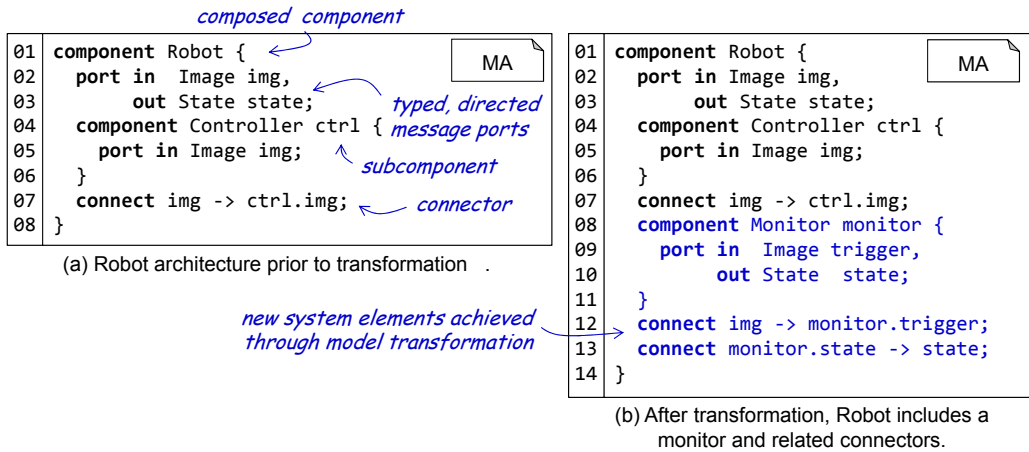 composed component
01 component Robot {
02 port in Image img,
03 out State state;
04 component Controller ctrl {
05 port in Image img;
06 }
07 connect img -> ctrl.img;
08 }
MA
typed, directed
message ports
subcomponent
connector
(a) Robot architecture prior to transformation .
01 component Robot {
02 port in Image img,
03 out State state;
04 component Controller ctrl {
05 port in Image img;
06 }
07 connect img -> ctrl.img;
08 component Monitor monitor {
09 port in Image trigger,
10 out State state;
11 }
12 connect img -> monitor.trigger;
13 connect monitor.state -> state;
14 }
MA
new system elements achieved
through model transformation
(b) After transformation, Robot includes a
monitor and related connectors.